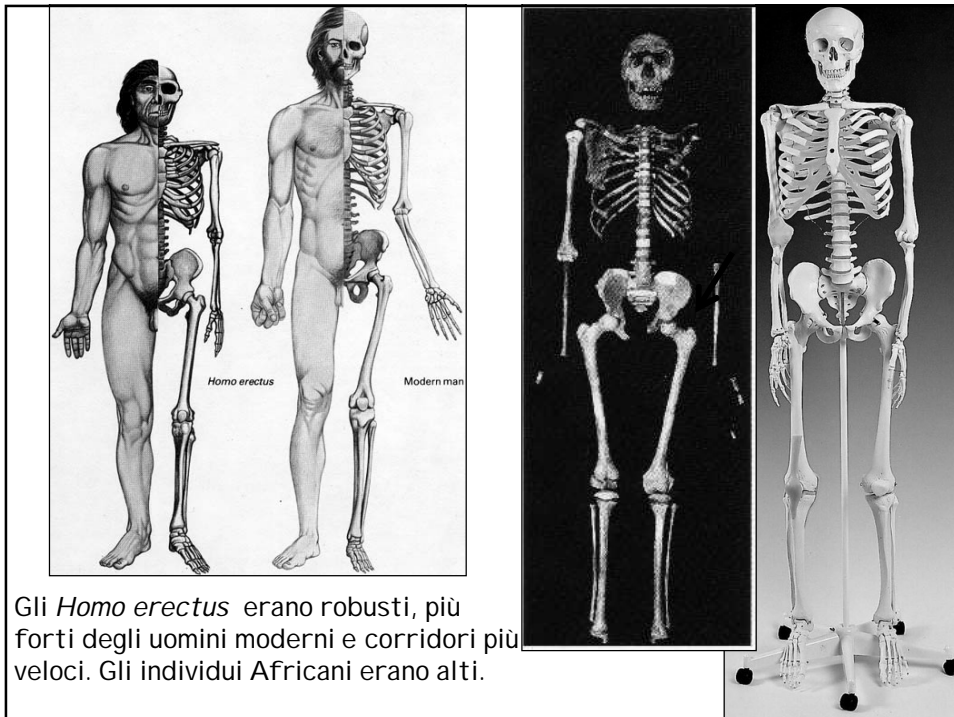 Homo erectus
Modern man
Gli Homo erectus erano robusti, più
forti degli uomini moderni e corridori più
veloci. Gli individui Africani erano alti.